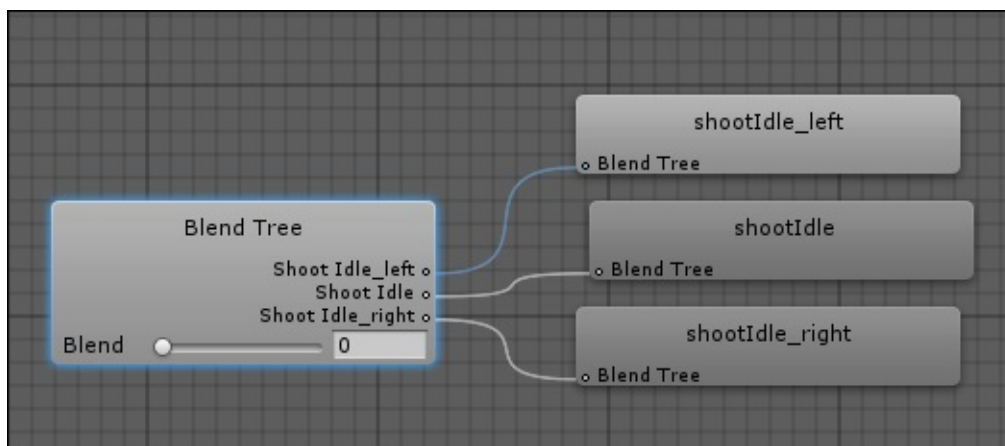 Blend Tree
Shoot Idle_left
Shoot Idle
Shoot Idle_right
Blend 0
shootIdle_left
Blend Tree
shootIdle
Blend Tree
shootIdle_right
Blend Tree